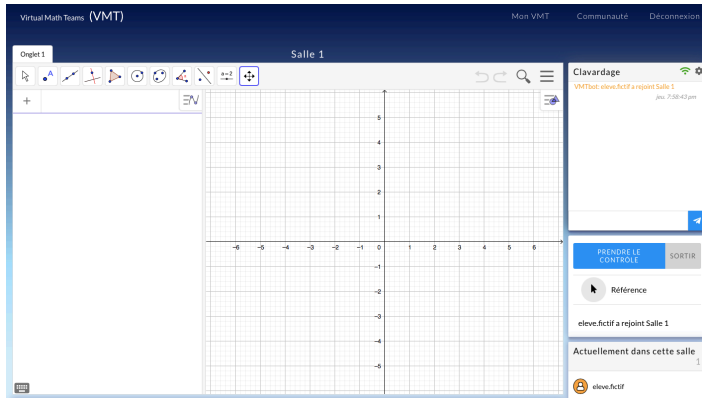 Virtual Math Teams (VMT)
Mon VMT Communauté Déconnexion
Onglet 1
Salle 1
A
a=2
Clavardage
VMTbot: eleve.fictif a rejoint Salle 1
jeu. 7:58:43 pm
5
4
3
2
1
-6 -5 -4 -3 -2 -1 0 1 2 3 4 5 6
-1
-2
-3
-4
-5
PRENDRE LE
CONTRÔLE
SORTIR
Référence
eleve.fictif a rejoint Salle 1
Actuellement dans cette salle
1
eleve.fictif